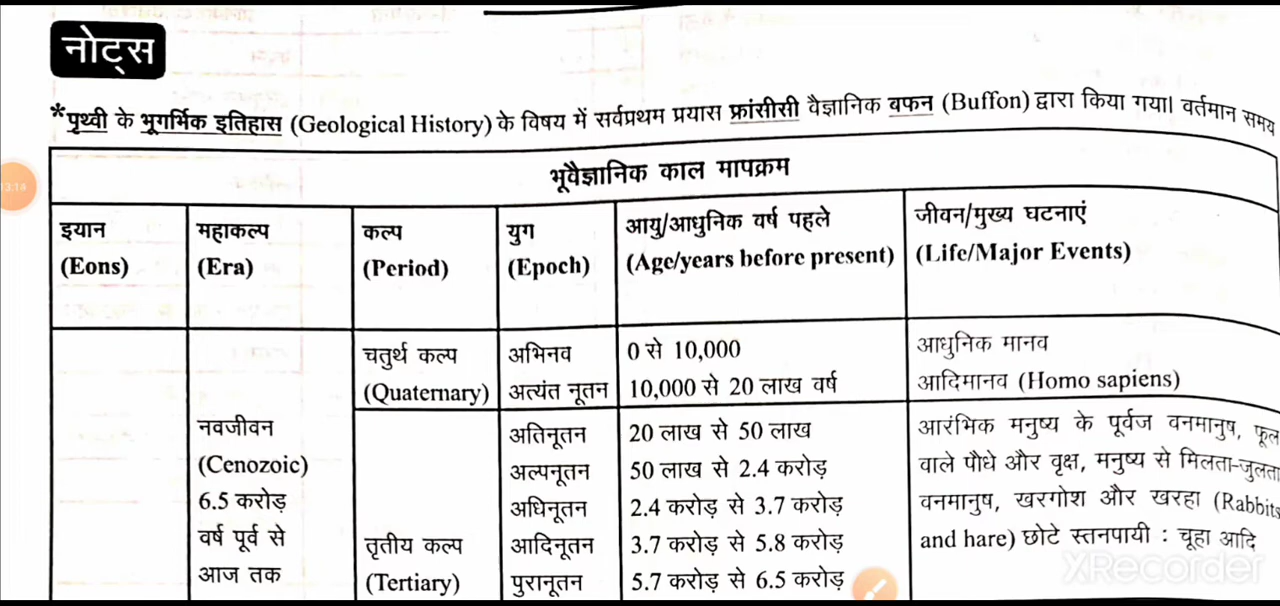 नोट्स
*पृथ्वी के भूगर्भिक इतिहास (Geological History) के विषय में सर्वप्रथम प्रयास फ्रांसीसी वैज्ञानिक बफन (Buffon) द्वारा किया गया। वर्तमान समय
भूवैज्ञानिक काल मापक्रम
इयान
(Eons)
महाकल्प
(Era)
कल्प
(Period)
युग
(Epoch)
आयु/आधुनिक वर्ष पहले
(Age/years before present)
जीवन/मुख्य घटनाएं
(Life/Major Events)
नवजीवन
(Cenozoic)
6.5 करोड़
वर्ष पूर्व से
आज तक
चतुर्थ कल्प
(Quaternary)
अभिनव
अत्यंत नूतन
0 से 10,000
10,000 से 20 लाख वर्ष
आधुनिक मानव
आदिमानव (Homo sapiens)
तृतीय कल्प
(Tertiary)
अतिनूतन
अल्पनूतन
अधिनूतन
आदिनूतन
पुरानूतन
20 लाख से 50 लाख
50 लाख से 2.4 करोड़
2.4 करोड़ से 3.7 करोड़
3.7 करोड़ से 5.8 करोड़
5.7 करोड़ से 6.5 करोड़
आरंभिक मनुष्य के पूर्वज वनमानुष, फूल
वाले पौधे और वृक्ष, मनुष्य से मिलता-जुलता
वनमानुष, खरगोश और खरहा (Rabbits
and hare) छोटे स्तनपायी : चूहा आदि
13:16
XRecorder